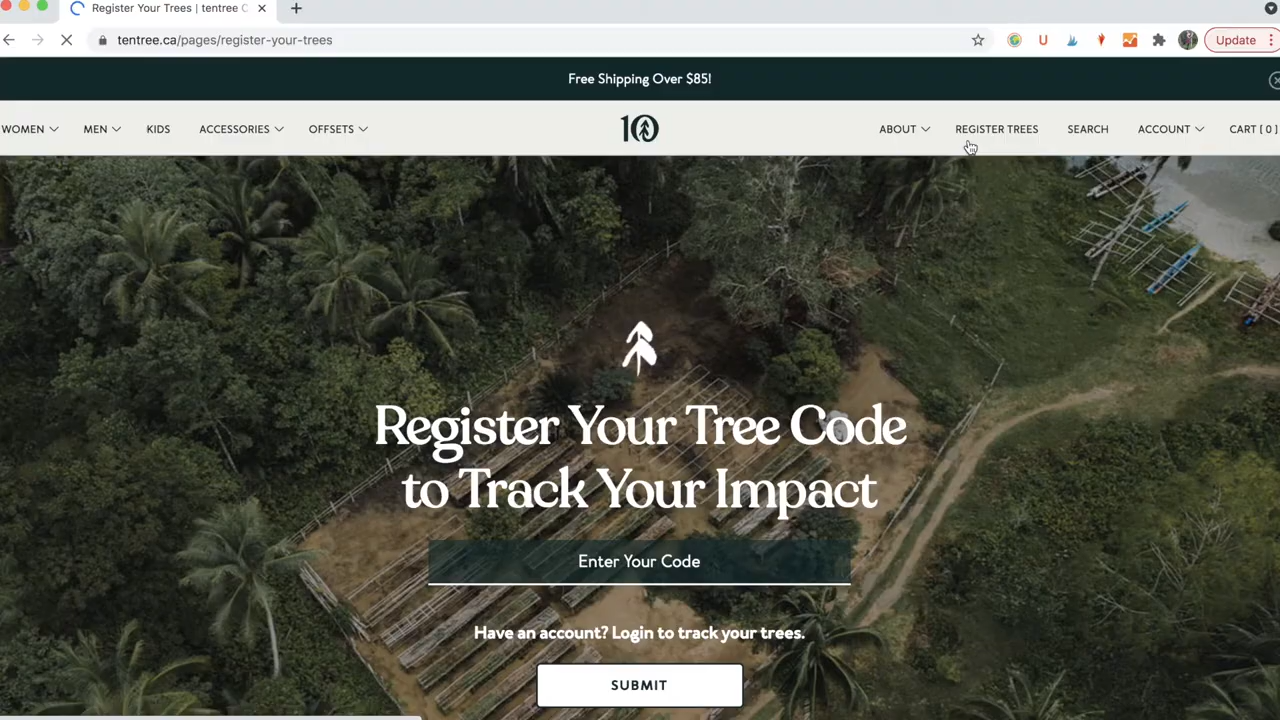 Register Your Trees | tentree C
tentree.ca/pages/register-your-trees
U
Update
Free Shipping Over $85!
WOMEN
MEN
KIDS
ACCESSORIES
OFFSETS
10
ABOUT
REGISTER TREES
SEARCH
ACCOUNT
CART [ 0 ]
Register Your Tree Code
to Track Your Impact
Enter Your Code
Have an account? Login to track your trees.
SUBMIT